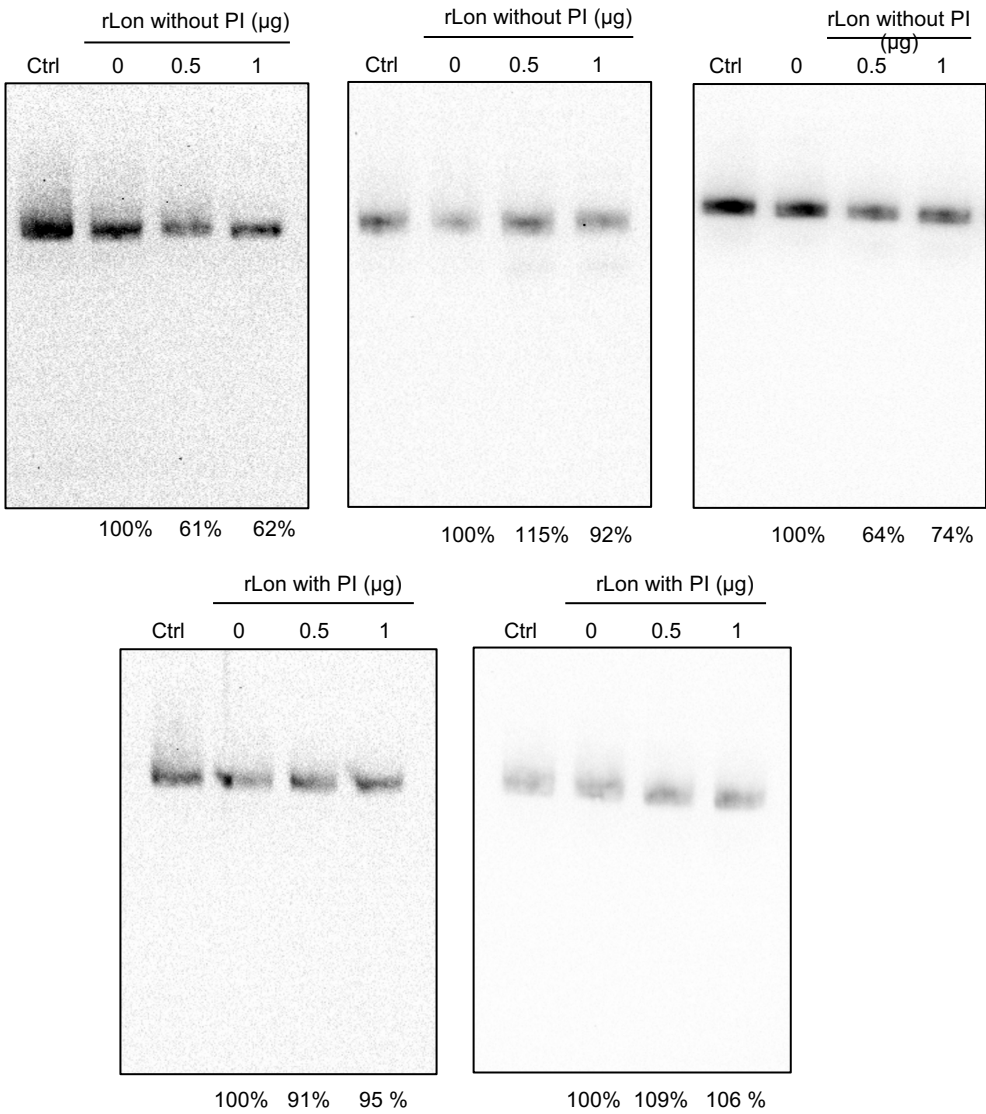 rLon without PI (µg)
Ctrl 0 0.5 1
100% 61% 62%
rLon without PI (µg)
Ctrl 0 0.5 1
100% 115% 92%
rLon without PI
(µg)
Ctrl 0 0.5 1
100% 64% 74%
rLon with PI (µg)
Ctrl 0 0.5 1
100% 91% 95 %
rLon with PI (µg)
Ctrl 0 0.5 1
100% 109% 106 %